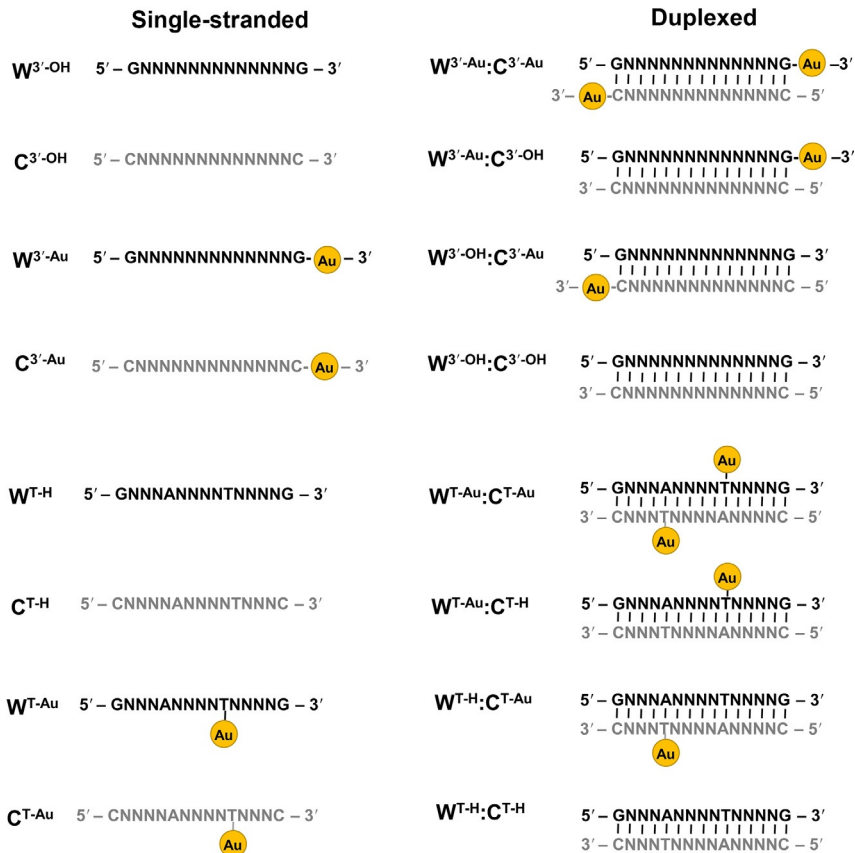 Single-stranded
W3′-OH 5′ – GNNNNNNNNNNNNNG – 3′
C3′-OH 5′ – CNNNNNNNNNNNNNC – 3′
W3′-Au 5′ – GNNNNNNNNNNNNNG- Au – 3′
C3′-Au 5′ – CNNNNNNNNNNNNNC- Au – 3′
WT-H 5′ – GNNNANNNNTNNNNG – 3′
CT-H 5′ – CNNNNANNNNTNNNC – 3′
WT-Au 5′ – GNNNANNNNTNNNNG – 3′
Au
CT-Au 5′ – CNNNNANNNNTNNNC – 3′
Au
Duplexed
W3′-Au:C3′-Au 5′ – GNNNNNNNNNNNNNG- Au –3′
3′– Au -CNNNNNNNNNNNNNC – 5′
W3′-Au:C3′-OH 5′ – GNNNNNNNNNNNNNG- Au –3′
3′ – CNNNNNNNNNNNNNC – 5′
W3′-OH:C3′-Au 5′ – GNNNNNNNNNNNNNG – 3′
3′– Au -CNNNNNNNNNNNNNC – 5′
W3′-OH:C3′-OH 5′ – GNNNNNNNNNNNNNG – 3′
3′ – CNNNNNNNNNNNNNC – 5′
Au
WT-Au:CT-Au 5′ – GNNNANNNNTNNNNG – 3′
3′ – CNNNTNNNNANNNNC – 5′
Au
Au
WT-Au:CT-H 5′ – GNNNANNNNTNNNNG – 3′
3′ – CNNNTNNNNANNNNC – 5′
WT-H:CT-Au 5′ – GNNNANNNNTNNNNG – 3′
3′ – CNNNTNNNNANNNNC – 5′
Au
WT-H:CT-H 5′ – GNNNANNNNTNNNNG – 3′
3′ – CNNNTNNNNANNNNC – 5′